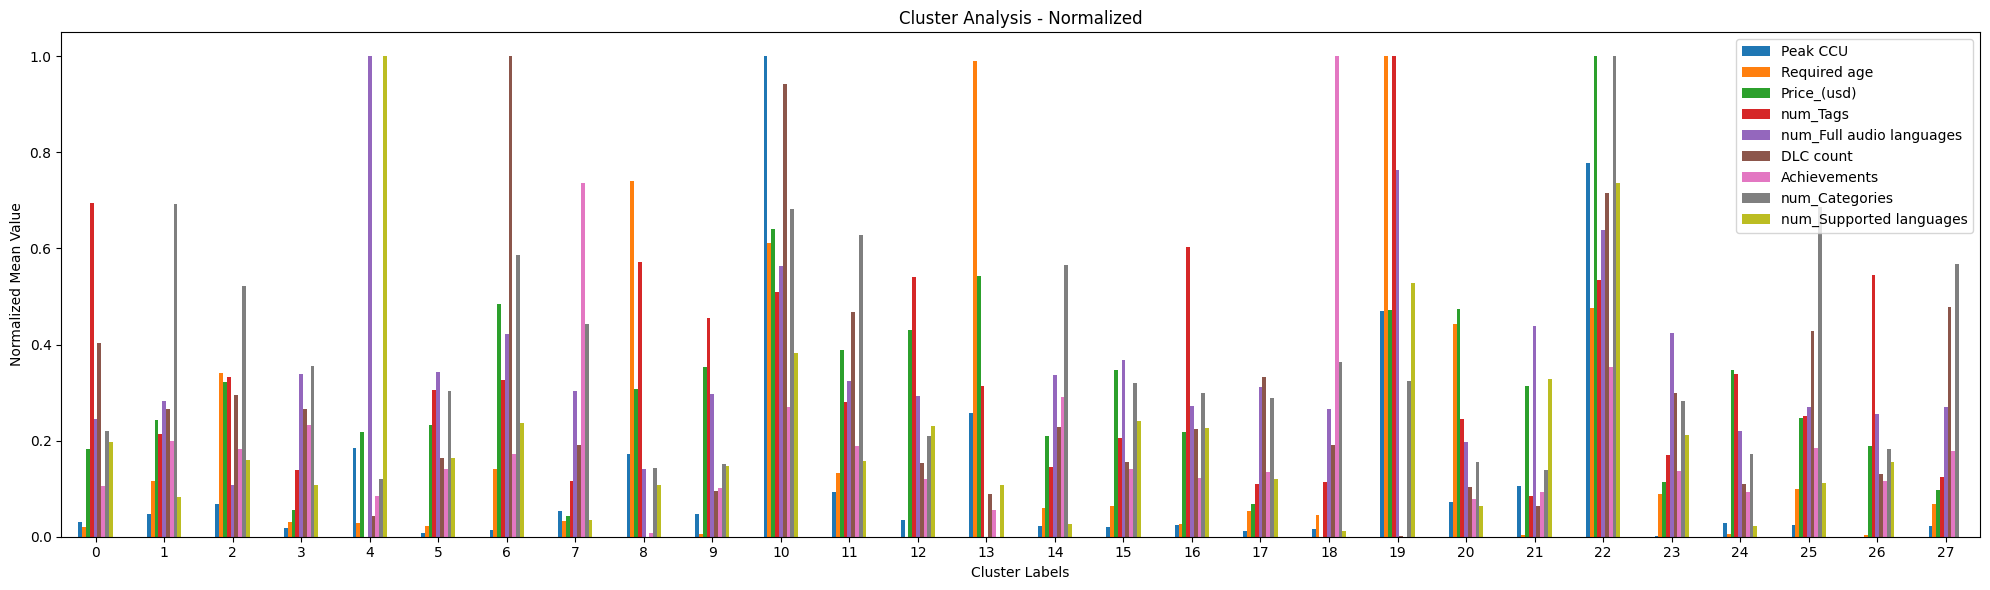 Cluster Analysis - Normalized
Normalized Mean Value
1.0
0.8
0.6
0.4
0.2
0.0
Peak CCU
Required age
Price_(usd)
num_Tags
num_Full audio languages
DLC count
Achievements
num_Categories
num_Supported languages
0 1 2 3 4 5 6 7 8 9 10 11 12 13 14 15 16 17 18 19 20 21 22 23 24 25 26 27
Cluster Labels